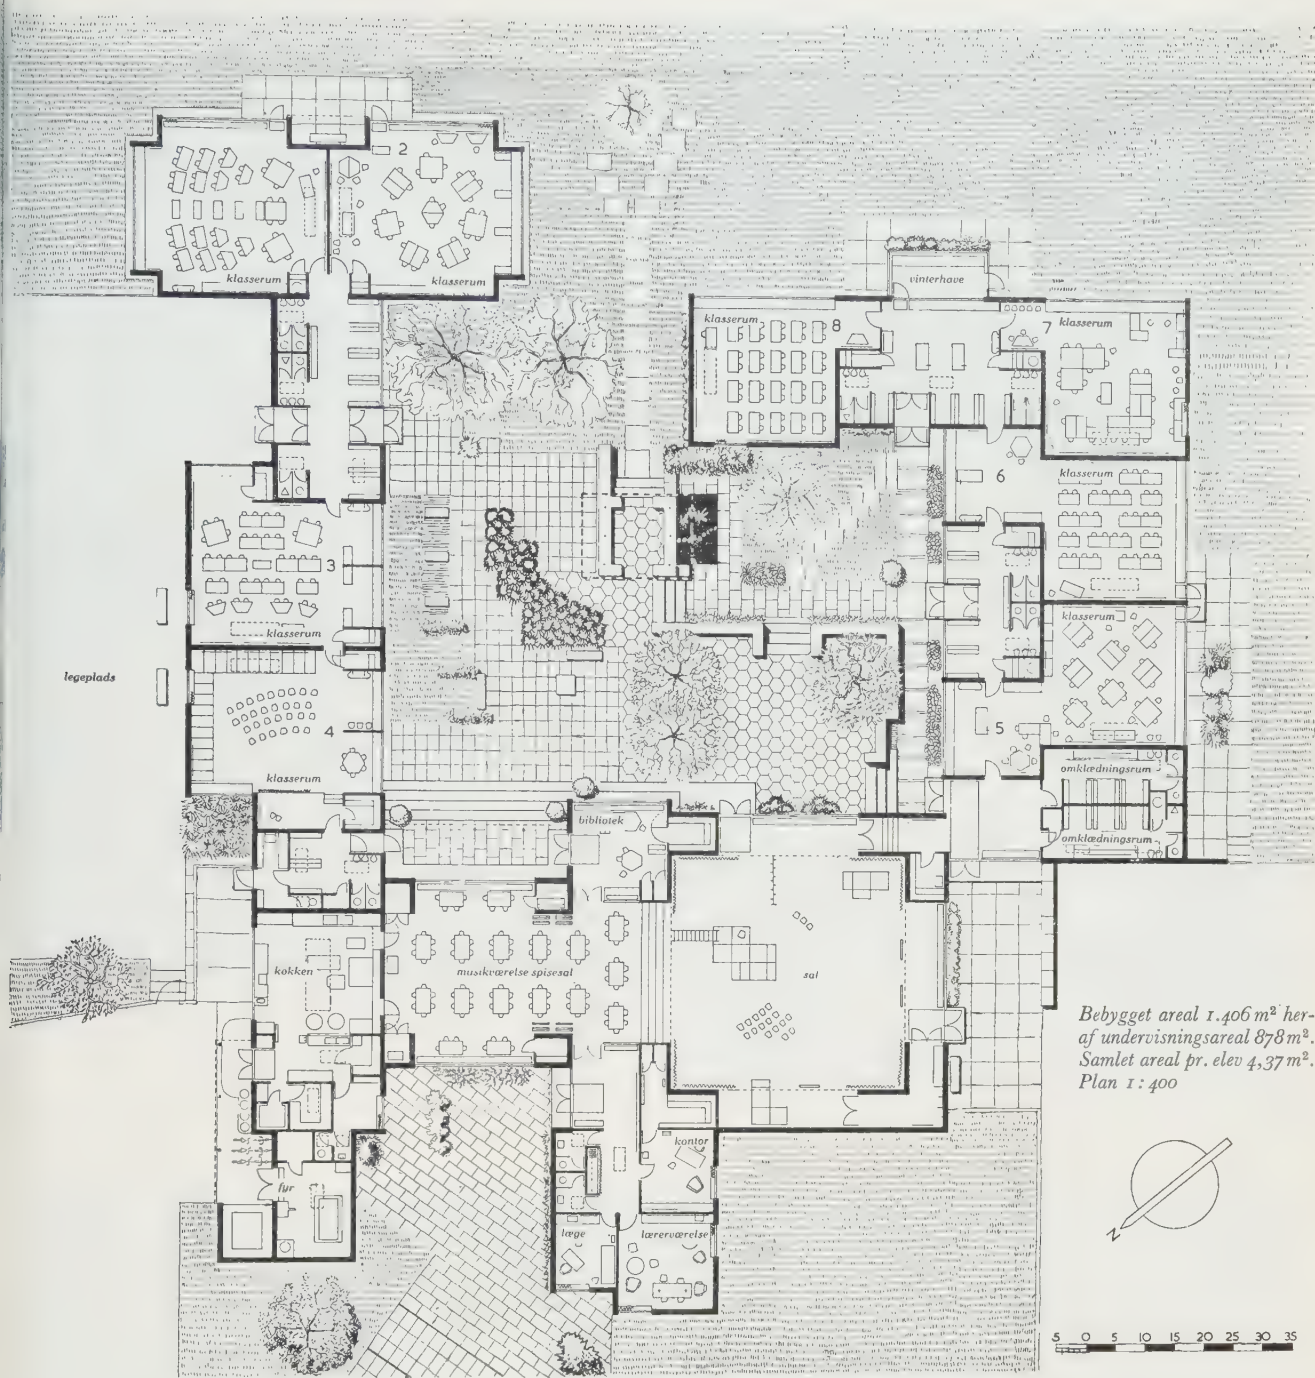 2
klasserum
klasserum
vinterhave
klasserum
8
7
klasserum
6
klasserum
3
klasserum
klasserum
legeplads
4
5
klasserum
omklædningsrum
bibliotek
omklædningsrum
køkken
musikværelse spisesal
sal
Bebygget areal 1.406 m² her-
af undervisningsareal 878 m².
Samlet areal pr. elev 4,37 m².
Plan 1:400
kontor
fyr
læge
lærerværelse
N
5 0 5 10 15 20 25 30 35